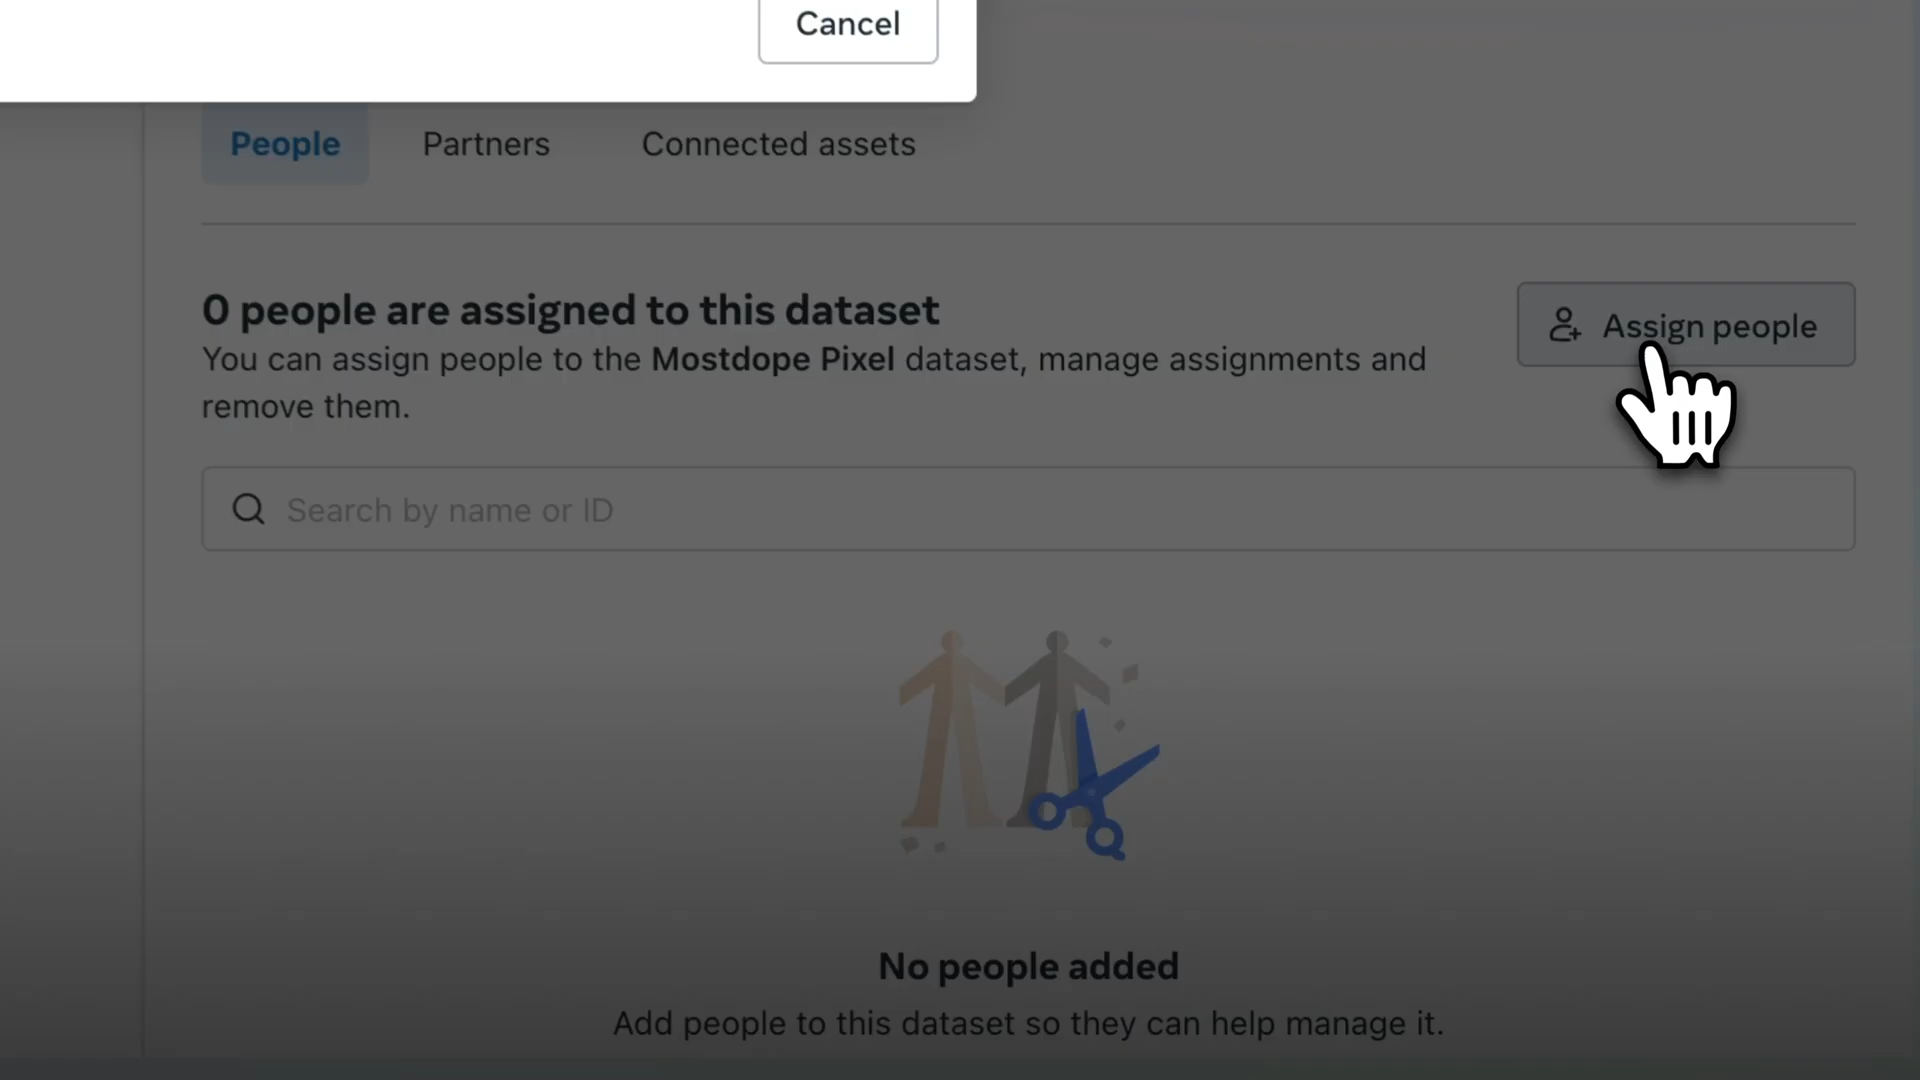 Cancel
People Partners Connected assets
0 people are assigned to this dataset
Assign people
You can assign people to the Mostdope Pixel dataset, manage assignments and
remove them.
Search by name or ID
No people added
Add people to this dataset so they can help manage it.